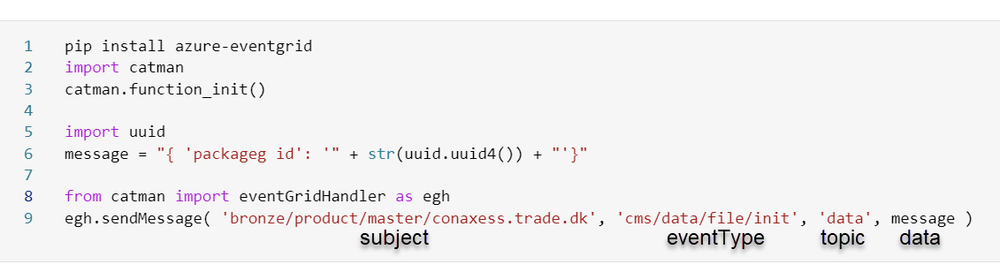 1 pip install azure-eventgrid
2 import catman
3 catman.function_init()
4
5 import uuid
6 message = "{ 'packageg id': '" + str(uuid.uuid4()) + "'}"
7
8 from catman import eventGridHandler as egh
9 egh.sendMessage( 'bronze/product/master/conaxess.trade.dk', 'cms/data/file/init', 'data', message )
subject eventType topic data